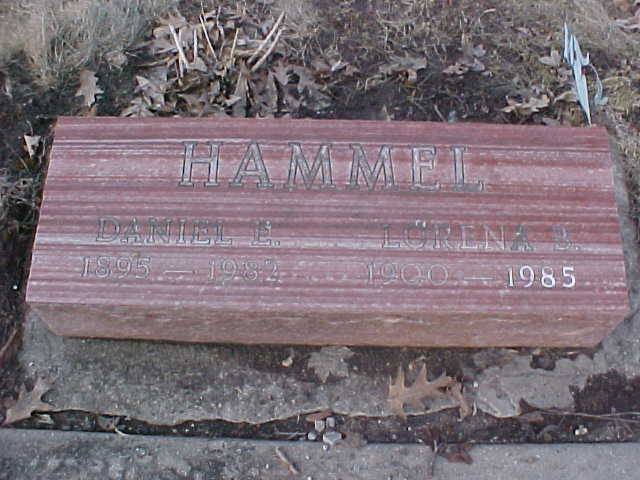 HAMMEL
DANIEL E. LORENA B.
1895 — 1982 1900 — 1985